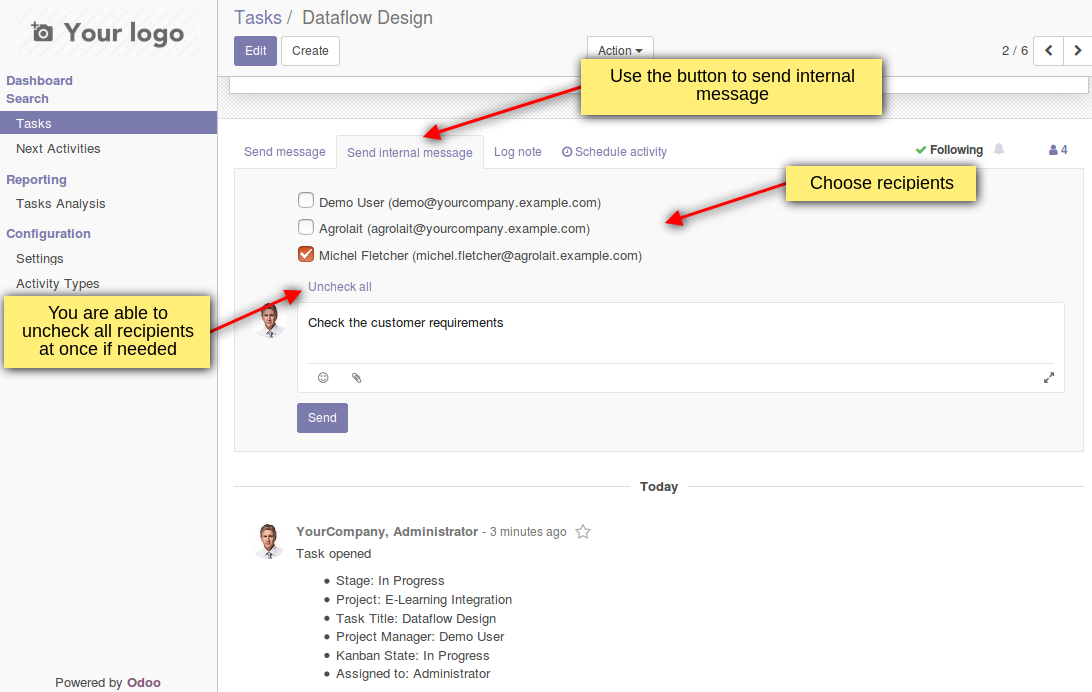 Your logo
Dashboard
Search
Tasks
Next Activities
Reporting
Tasks Analysis
Configuration
Settings
Activity Types
You are able to
uncheck all recipients
at once if needed
Powered by Odoo
Tasks / Dataflow Design
Edit
Create
Action
2 / 6
Use the button to send internal
message
Send message
Send internal message
Log note
Schedule activity
Following
4
Choose recipients
Demo User (demo@yourcompany.example.com)
Agrolait (agrolait@yourcompany.example.com)
Michel Fletcher (michel.fletcher@agrolait.example.com)
Uncheck all
Check the customer requirements
Send
Today
YourCompany, Administrator - 3 minutes ago
Task opened
Stage: In Progress
Project: E-Learning Integration
Task Title: Dataflow Design
Project Manager: Demo User
Kanban State: In Progress
Assigned to: Administrator